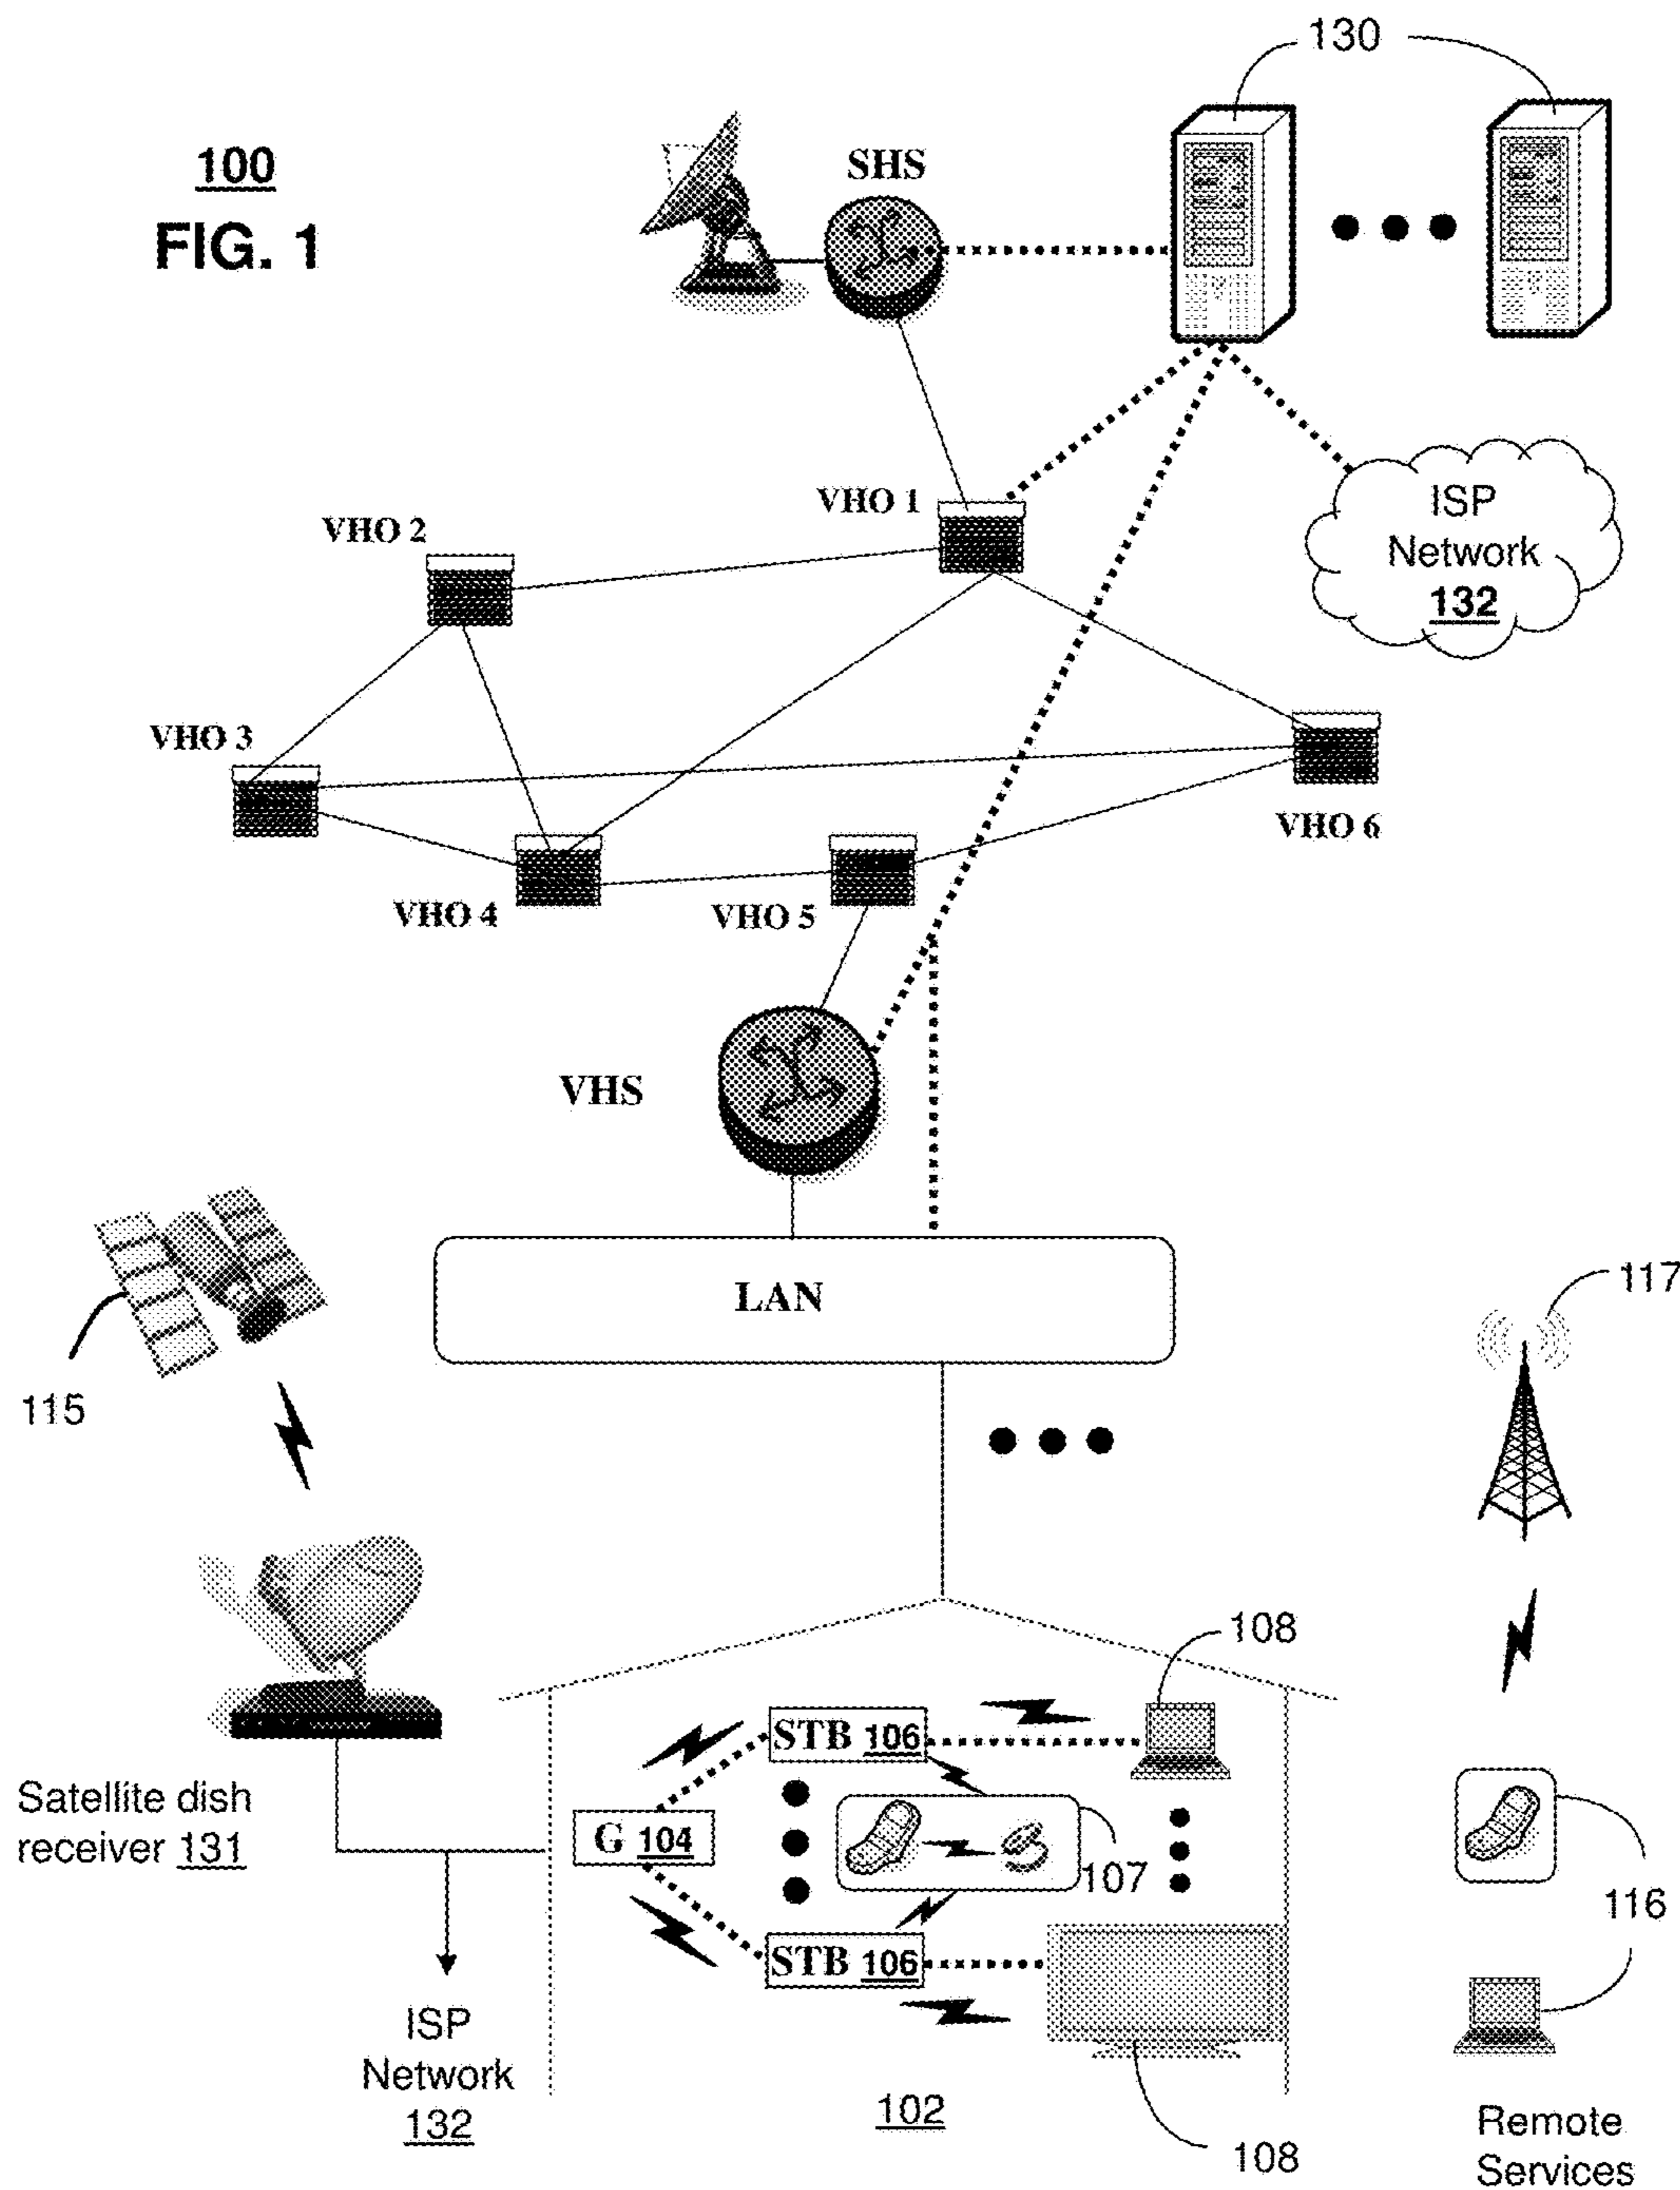 130
100
FIG. 1
SHS
ISP
Network
132
VHO 1
VHO 2
VHO 3
VHO 6
VHO 4
VHO 5
VHS
LAN
117
115
108
STB 106
Satellite dish
receiver 131
G 104
107
116
STB 106
ISP
Network
132
102
108
Remote
Services